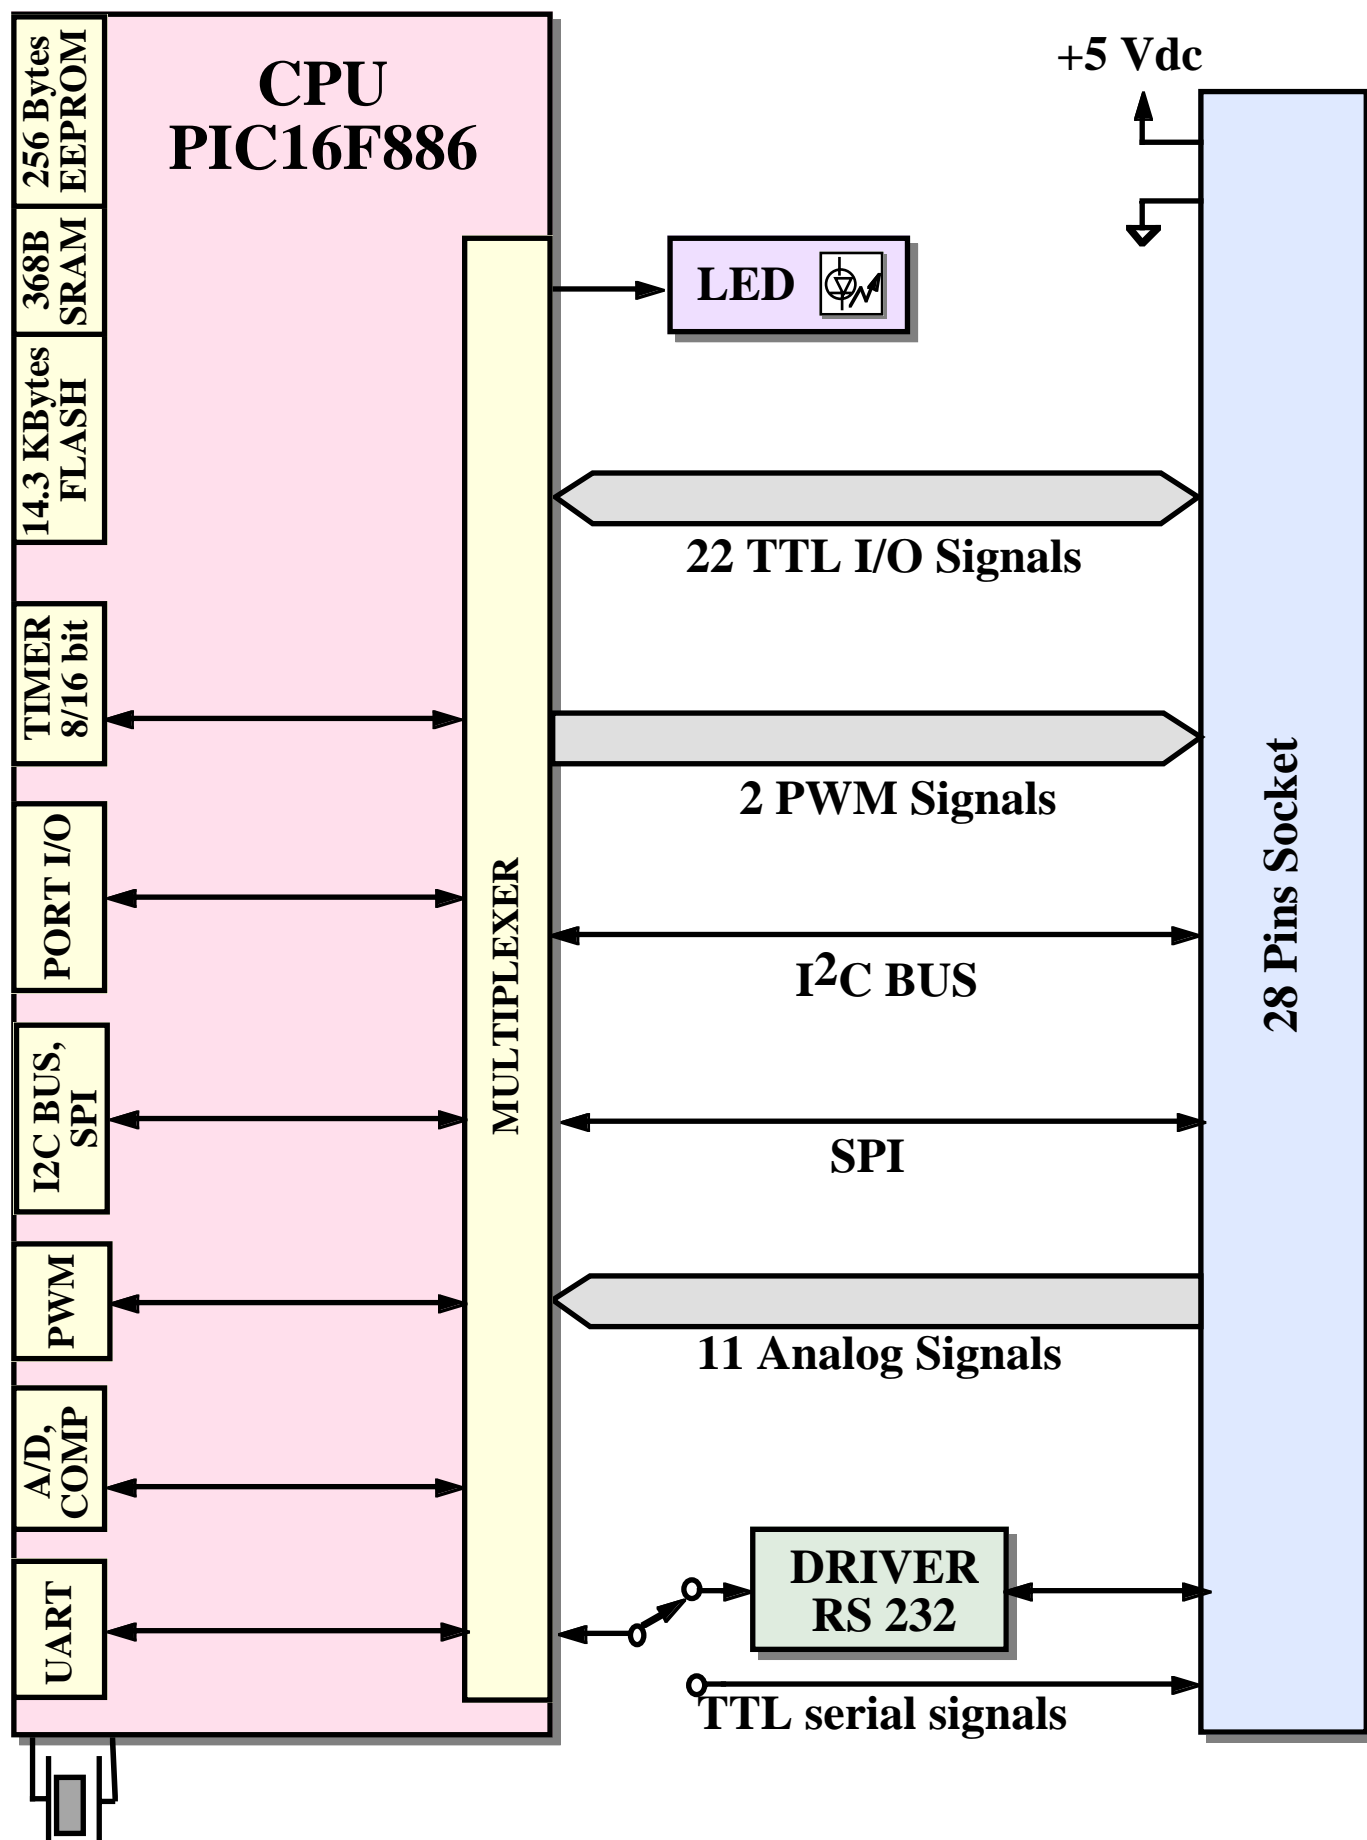 CPU
PIC16F886
256 Bytes
EEPROM
368B
SRAM
14.3 KBytes
FLASH
TIMER
8/16 bit
PORT I/O
I2C BUS,
SPI
PWM
A/D,
COMP
UART
MULTIPLEXER
LED
+5 Vdc
22 TTL I/O Signals
2 PWM Signals
I²C BUS
SPI
11 Analog Signals
DRIVER
RS 232
TTL serial signals
28 Pins Socket